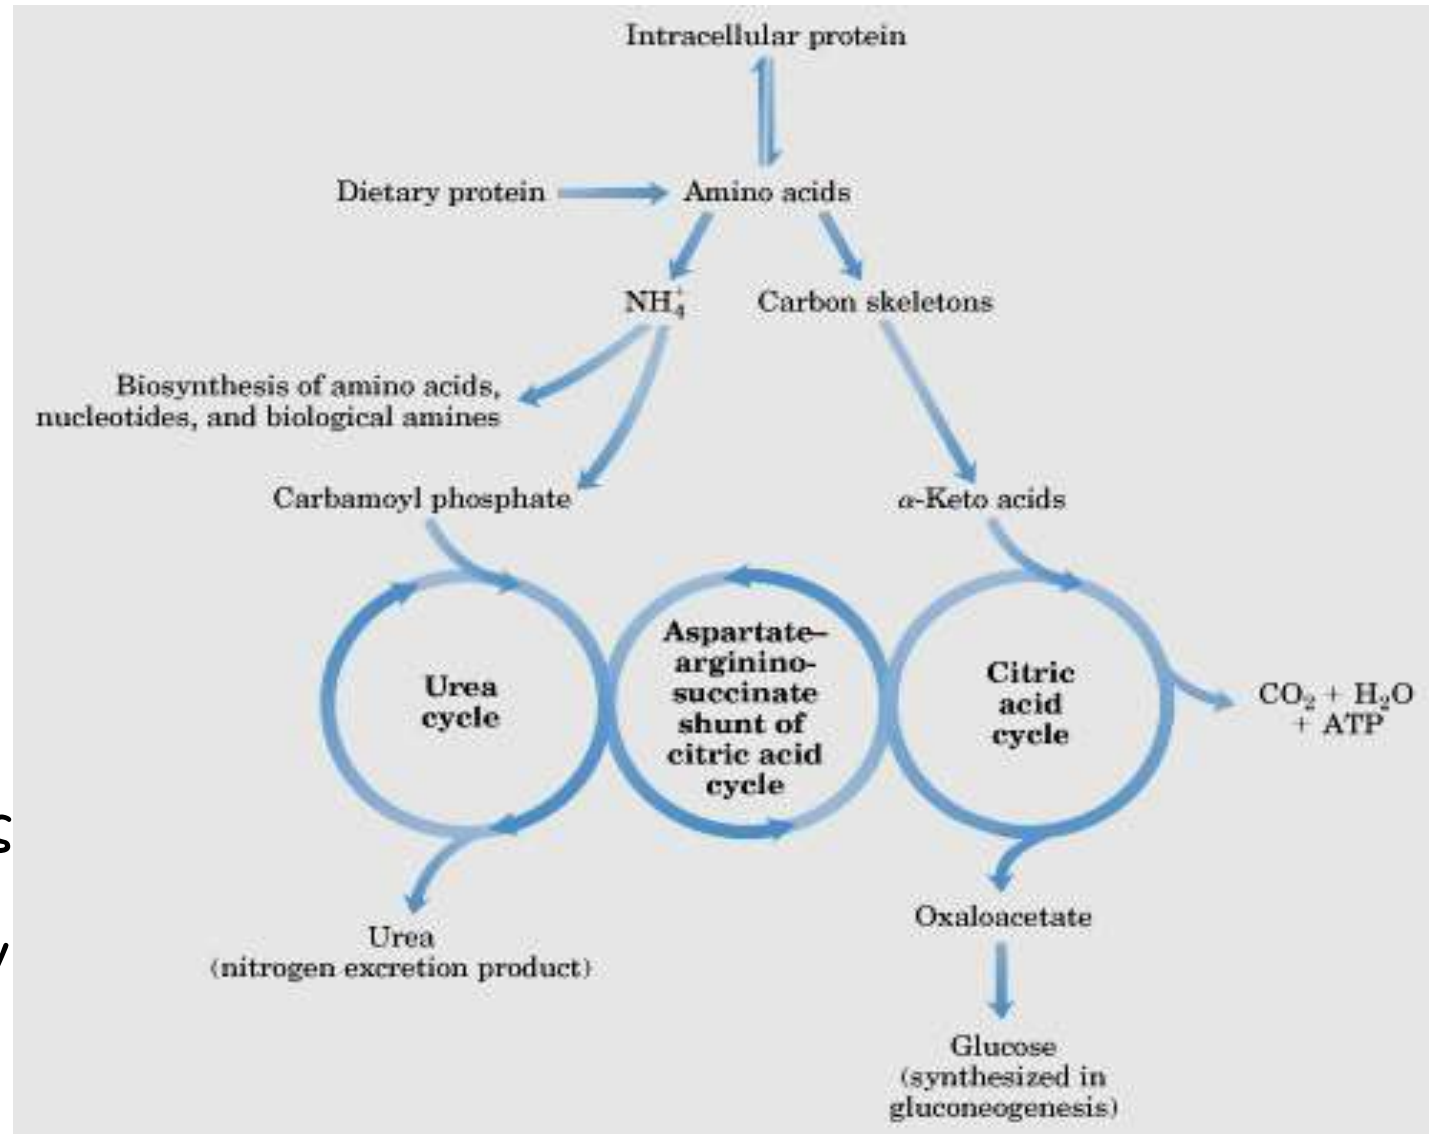 Intracellular protein
Dietary protein
Amino acids
NH₄⁺
Carbon skeletons
Biosynthesis of amino acids,
nucleotides, and biological amines
Carbamoyl phosphate
α-Keto acids
Urea
cycle
Aspartate–
arginino-
succinate
shunt of
citric acid
cycle
Citric
acid
cycle
CO₂ + H₂O
+ ATP
Urea
(nitrogen excretion product)
Oxaloacetate
Glucose
(synthesized in
gluconeogenesis)